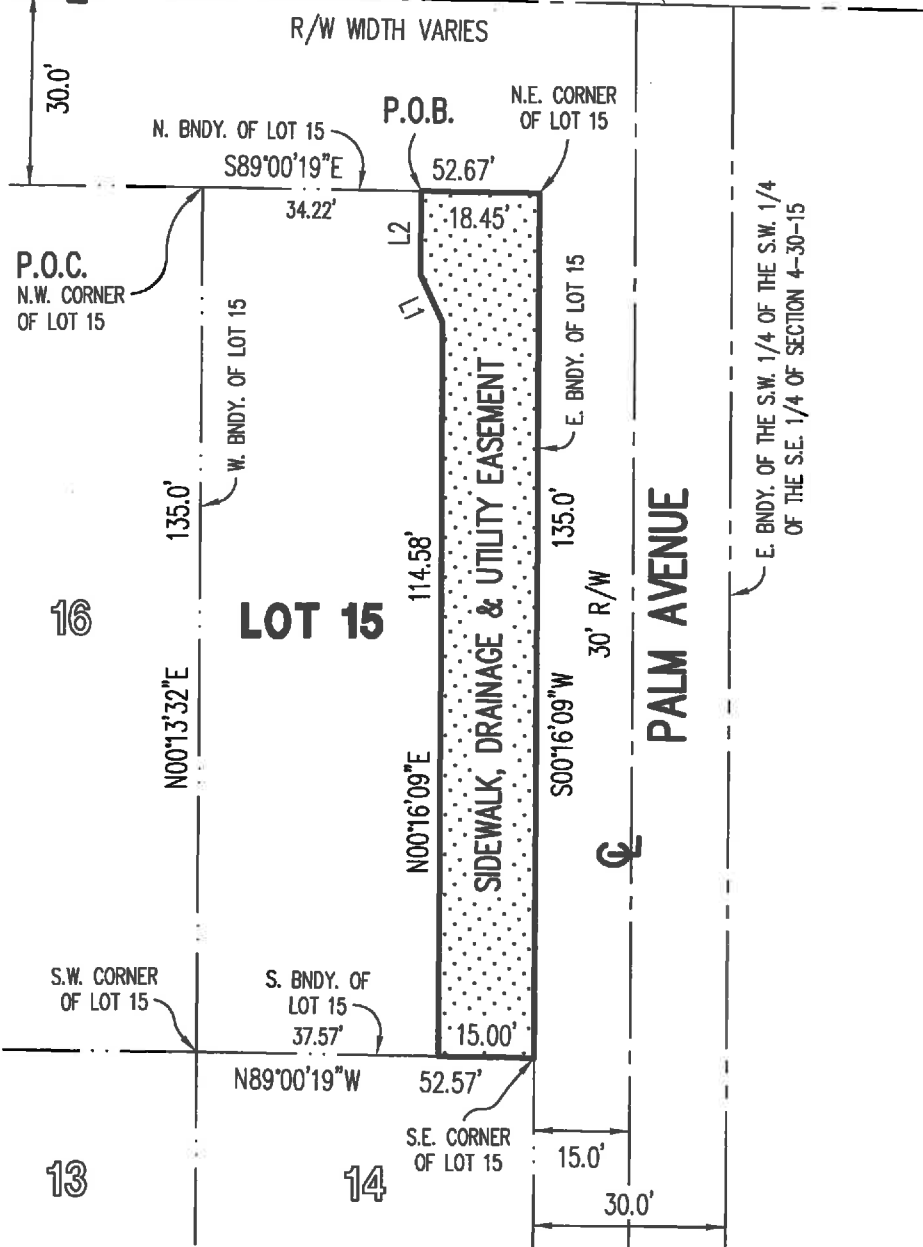 R/W WIDTH VARIES
30.0'
P.O.B.
N.E. CORNER
OF LOT 15
N. BNDY. OF LOT 15
S89°00'19"E
52.67'
34.22'
18.45'
L2
L1
P.O.C.
N.W. CORNER
OF LOT 15
W. BNDY. OF LOT 15
E. BNDY. OF LOT 15
E. BNDY. OF THE S.W. 1/4 OF THE S.W. 1/4
OF THE S.E. 1/4 OF SECTION 4-30-15
135.0'
N00°13'32"E
16
LOT 15
114.58'
N00°16'09"E
SIDEWALK, DRAINAGE & UTILITY EASEMENT
135.0'
S00°16'09"W
30' R/W
PALM AVENUE
CL
S.W. CORNER
OF LOT 15
S. BNDY. OF
LOT 15
37.57'
15.00'
N89°00'19"W
52.57'
S.E. CORNER
OF LOT 15
15.0'
30.0'
13
14